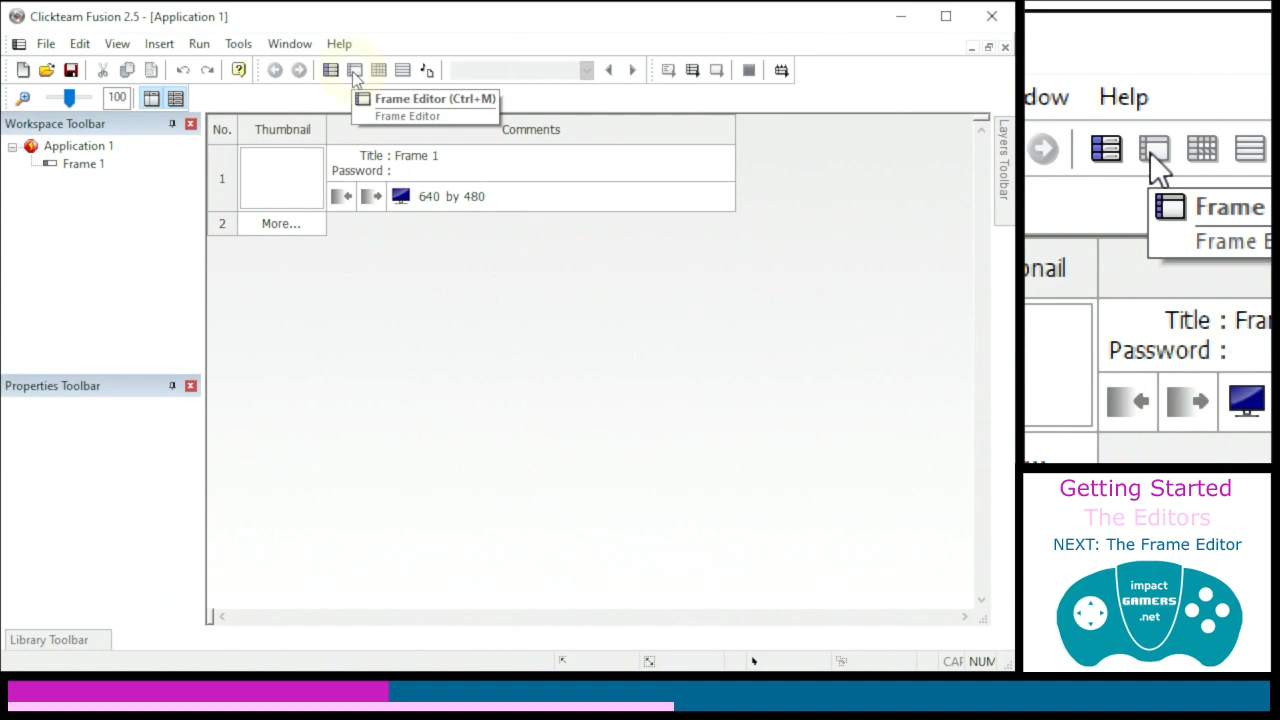 Clickteam Fusion 2.5 - [Application 1]
File Edit View Insert Run Tools Window Help
100
Frame Editor (Ctrl+M)
Frame Editor
Workspace Toolbar
Application 1
Frame 1
Properties Toolbar
Library Toolbar
No. Thumbnail Comments
1
Title : Frame 1
Password :
640 by 480
2 More...
Layers Toolbar
CAP NUM
dow Help
Frame
Frame E
nail
Title : Fra
Password :
Getting Started
The Editors
NEXT: The Frame Editor
impact
GAMERS
.net